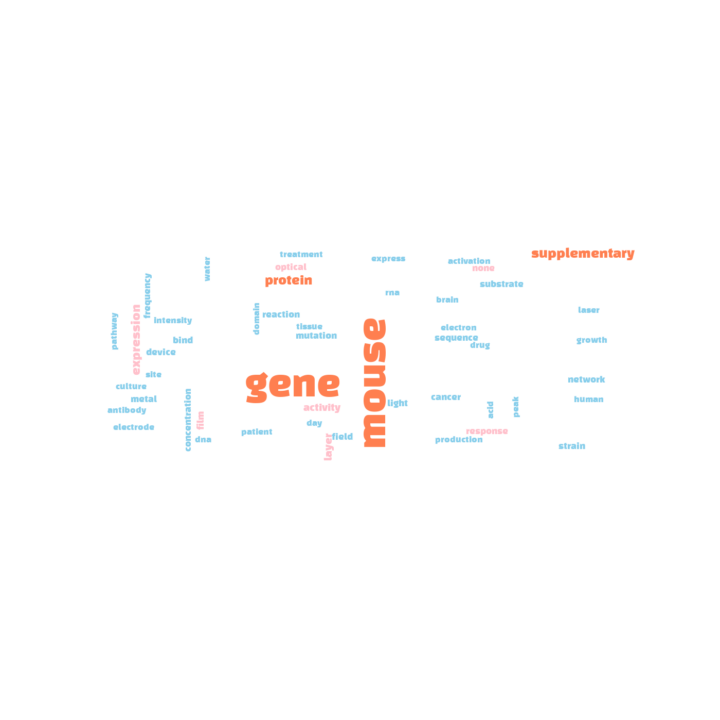 supplementary
treatment
express
activation
water
optical
none
protein
substrate
frequency
rna
brain
expression
domain
reaction
laser
pathway
intensity
tissue
electron
mutation
sequence
bind
drug
growth
device
mouse
site
gene
network
culture
metal
concentration
light
cancer
human
antibody
activity
acid
peak
film
day
electrode
patient
layer
field
response
dna
production
strain